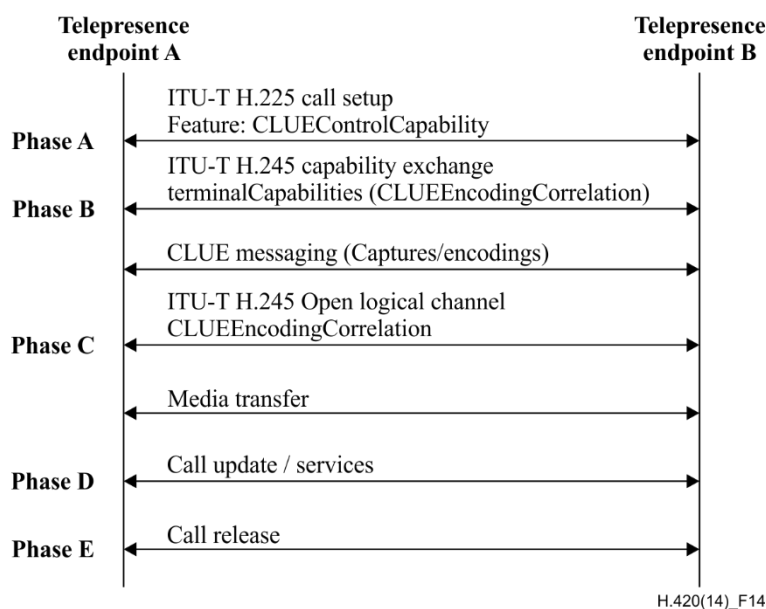 Telepresence
endpoint A
Telepresence
endpoint B
ITU-T H.225 call setup
Feature: CLUEControlCapability
Phase A
ITU-T H.245 capability exchange
terminalCapabilities (CLUEEncodingCorrelation)
Phase B
CLUE messaging (Captures/encodings)
ITU-T H.245 Open logical channel
CLUEEncodingCorrelation
Phase C
Media transfer
Call update / services
Phase D
Call release
Phase E
H.420(14)_F14